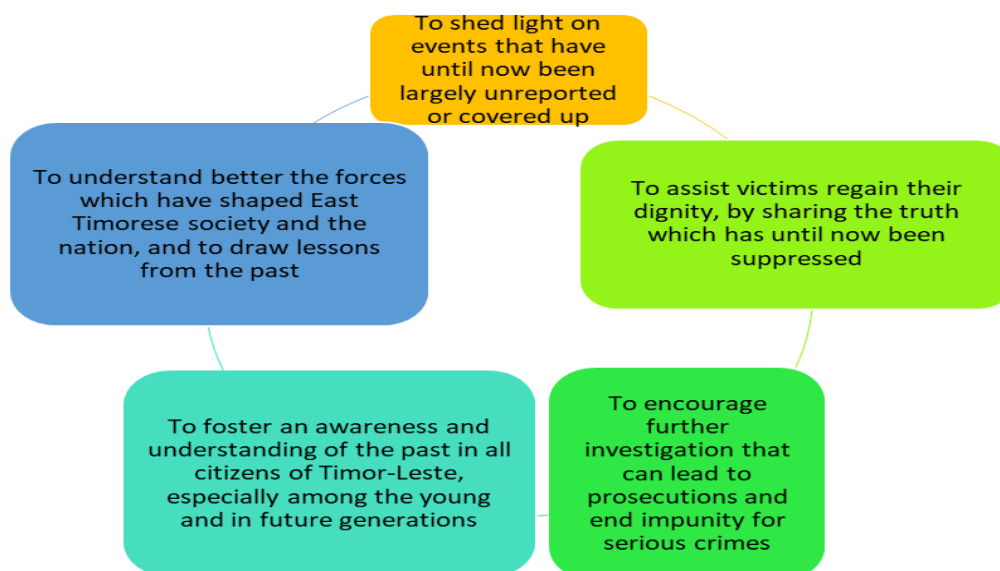 To shed light on
events that have
until now been
largely unreported
or covered up
To assist victims regain their
dignity, by sharing the truth
which has until now been
suppressed
To encourage
further
investigation that
can lead to
prosecutions and
end impunity for
serious crimes
To foster an awareness and
understanding of the past in all
citizens of Timor-Leste,
especially among the young
and in future generations
To understand better the forces
which have shaped East
Timorese society and the
nation, and to draw lessons
from the past